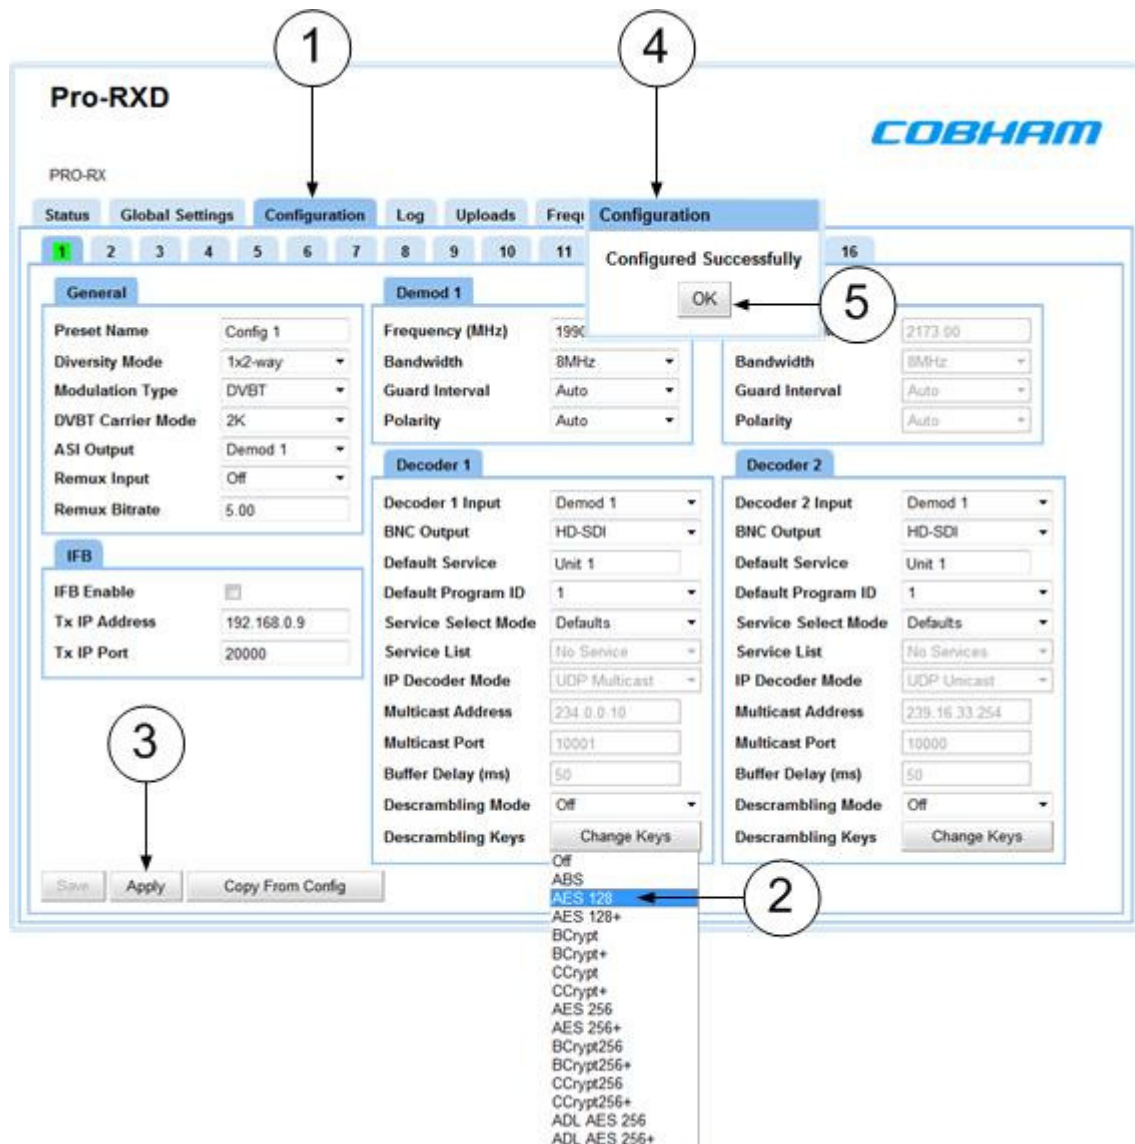 1
4
Pro-RXD
COBHAM
PRO-RX
Status Global Settings Configuration Log Uploads
Configuration
1 2 3 4 5 6 7 8 9 10 11 16
Configured Successfully
OK
5
General
Preset Name Config 1
Diversity Mode 1x2-way
Modulation Type DVBT
DVBT Carrier Mode 2K
ASI Output Demod 1
Remux Input Off
Remux Bitrate 5.00
IFB
IFB Enable
Tx IP Address 192.168.0.9
Tx IP Port 20000
Demod 1
Frequency (MHz) 1990
Bandwidth 8MHz
Guard Interval Auto
Polarity Auto
2173.00
Bandwidth 8MHz
Guard Interval Auto
Polarity Auto
Decoder 1
Decoder 1 Input Demod 1
BNC Output HD-SDI
Default Service Unit 1
Default Program ID 1
Service Select Mode Defaults
Service List No Service
IP Decoder Mode UDP Multicast
Multicast Address 234.0.0.10
Multicast Port 10001
Buffer Delay (ms) 50
Descrambling Mode Off
Descrambling Keys Change Keys
Decoder 2
Decoder 2 Input Demod 1
BNC Output HD-SDI
Default Service Unit 1
Default Program ID 1
Service Select Mode Defaults
Service List No Services
IP Decoder Mode UDP Unicast
Multicast Address 239.16.33.254
Multicast Port 10000
Buffer Delay (ms) 50
Descrambling Mode Off
Descrambling Keys Change Keys
3
Save Apply Copy From Config
Off
ABS
AES 128
2
AES 128+
BCrypt
BCrypt+
CCrypt
CCrypt+
AES 256
AES 256+
BCrypt256
BCrypt256+
CCrypt256
CCrypt256+
ADL AES 256
ADL AES 256+